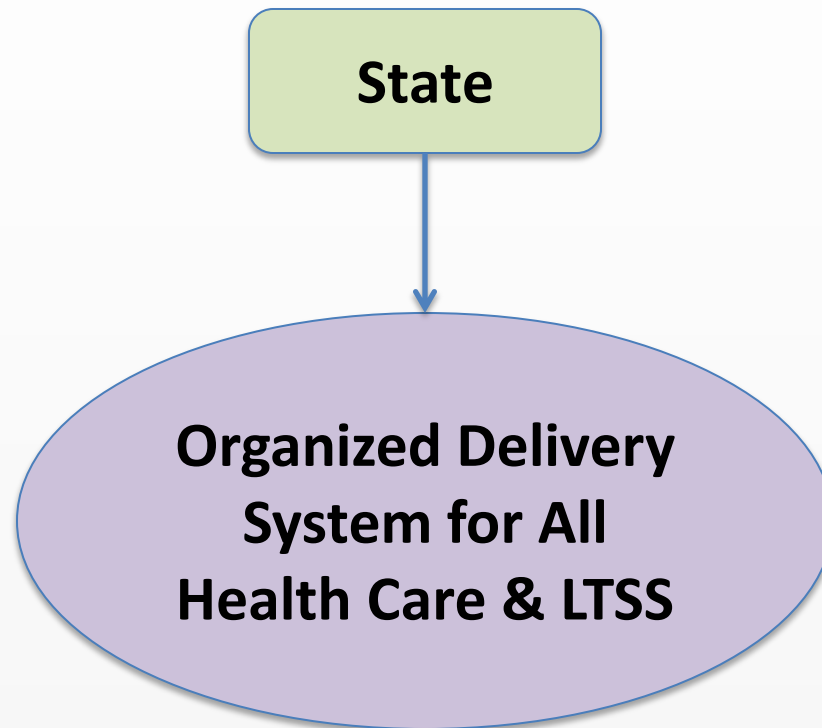 State
Organized Delivery
System for All
Health Care & LTSS